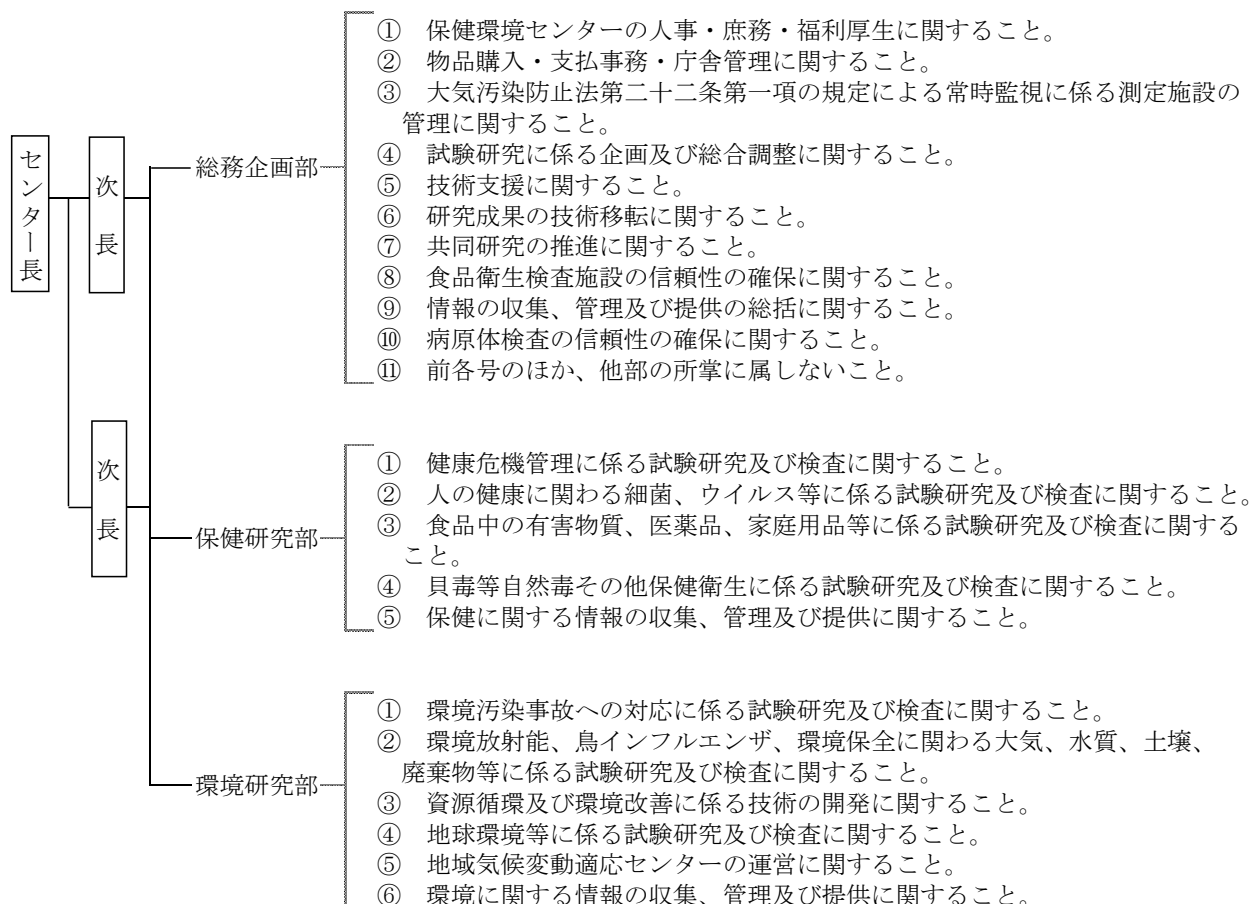 センター長
次長
総務企画部
① 保健環境センターの人事・庶務・福利厚生に関すること。
② 物品購入・支払事務・庁舎管理に関すること。
③ 大気汚染防止法第二十二条第一項の規定による常時監視に係る測定施設の
管理に関すること。
④ 試験研究に係る企画及び総合調整に関すること。
⑤ 技術支援に関すること。
⑥ 研究成果の技術移転に関すること。
⑦ 共同研究の推進に関すること。
⑧ 食品衛生検査施設の信頼性の確保に関すること。
⑨ 情報の収集、管理及び提供の総括に関すること。
⑩ 病原体検査の信頼性の確保に関すること。
⑪ 前各号のほか、他部の所掌に属しないこと。
次長
保健研究部
① 健康危機管理に係る試験研究及び検査に関すること。
② 人の健康に関わる細菌、ウイルス等に係る試験研究及び検査に関すること。
③ 食品中の有害物質、医薬品、家庭用品等に係る試験研究及び検査に関する
こと。
④ 貝毒等自然毒その他保健衛生に係る試験研究及び検査に関すること。
⑤ 保健に関する情報の収集、管理及び提供に関すること。
環境研究部
① 環境汚染事故への対応に係る試験研究及び検査に関すること。
② 環境放射能、鳥インフルエンザ、環境保全に関わる大気、水質、土壌、
廃棄物等に係る試験研究及び検査に関すること。
③ 資源循環及び環境改善に係る技術の開発に関すること。
④ 地球環境等に係る試験研究及び検査に関すること。
⑤ 地域気候変動適応センターの運営に関すること。
⑥ 環境に関する情報の収集、管理及び提供に関すること。